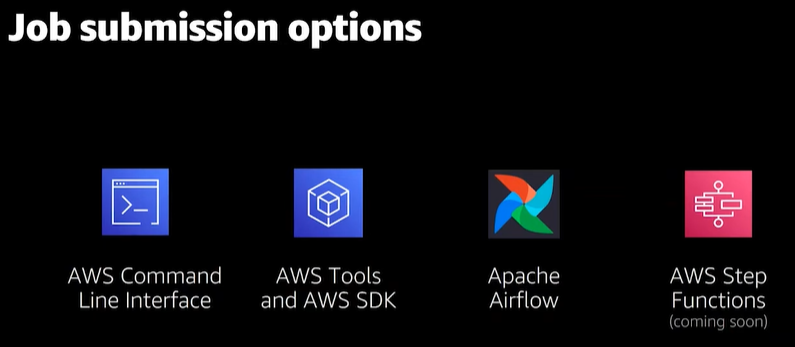 Job submission options
AWS Command
Line Interface
AWS Tools
and AWS SDK
Apache
Airflow
AWS Step
Functions
(coming soon)